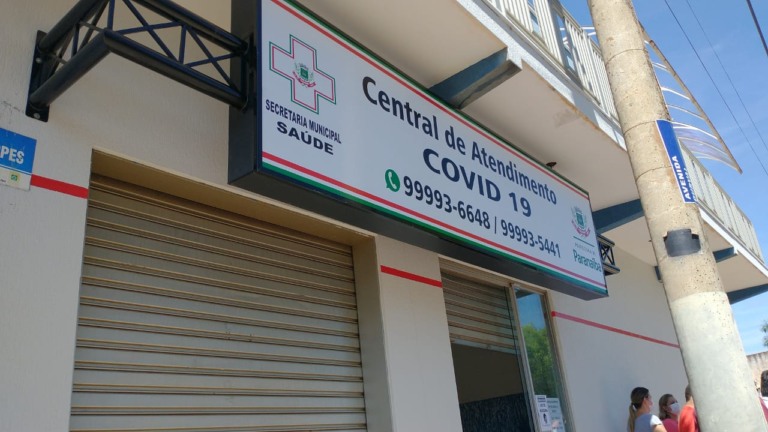 PES
SECRETARIA MUNICIPAL
SAÚDE
Central de Atendimento
COVID 19
99993-6648 / 99993-5441
Paranaíba
AVENIDA